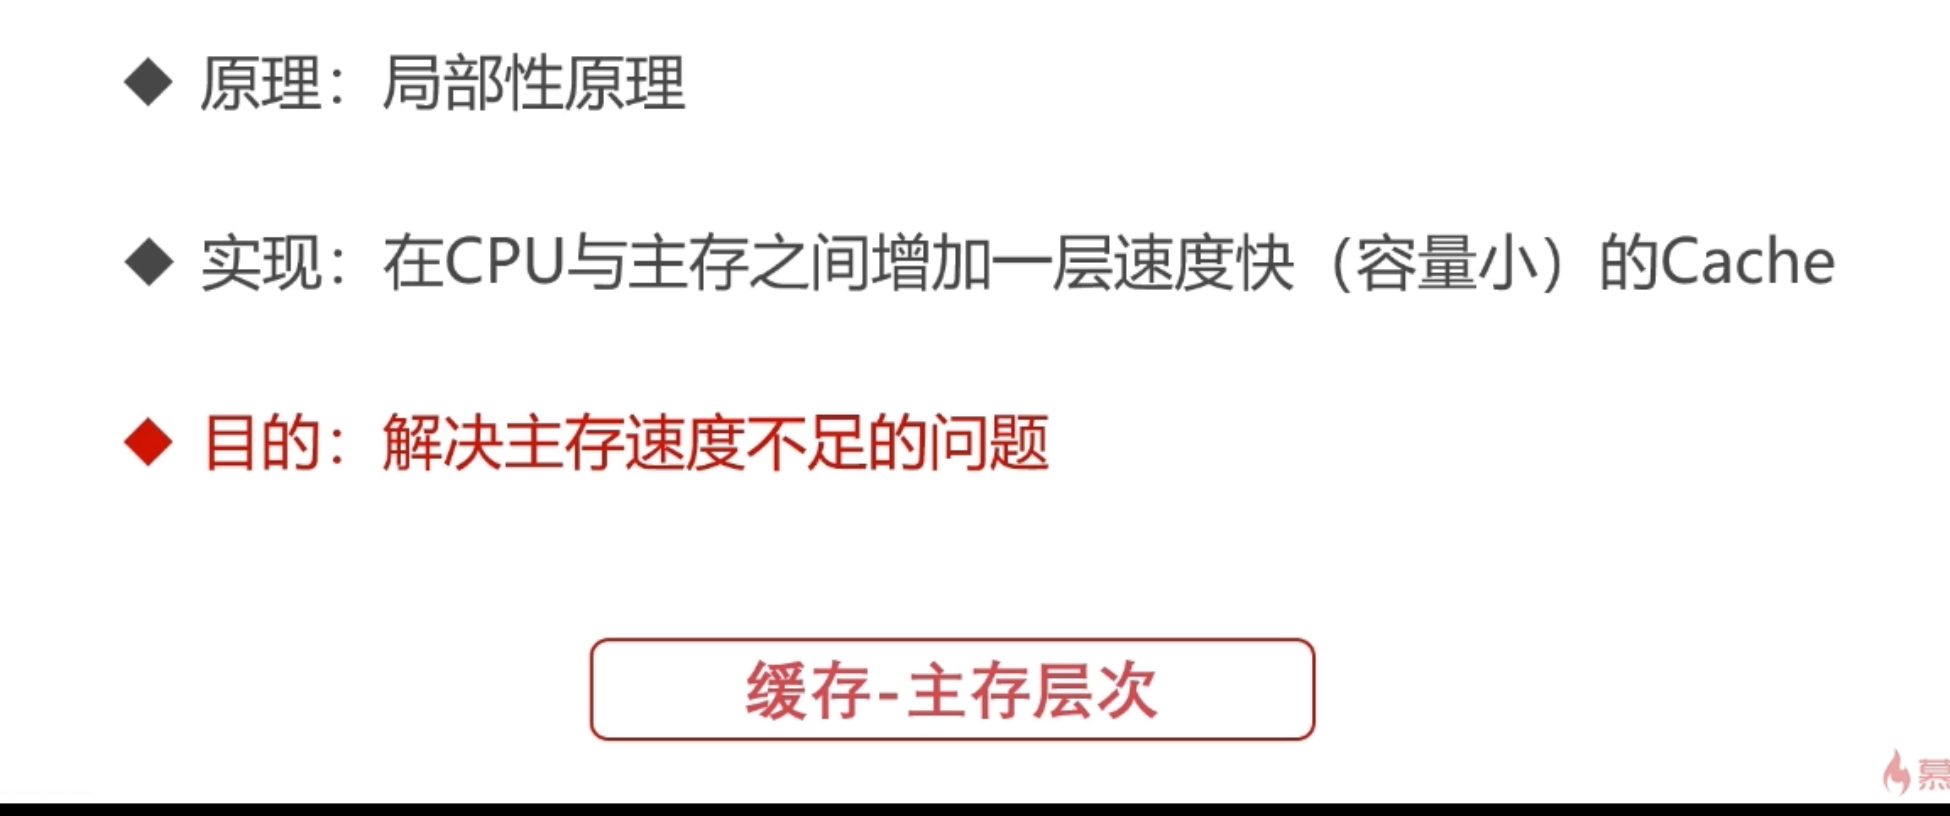 ◆ 原理：局部性原理
◆ 实现：在CPU与主存之间增加一层速度快（容量小）的Cache
◆ 目的：解决主存速度不足的问题
缓存-主存层次
慕